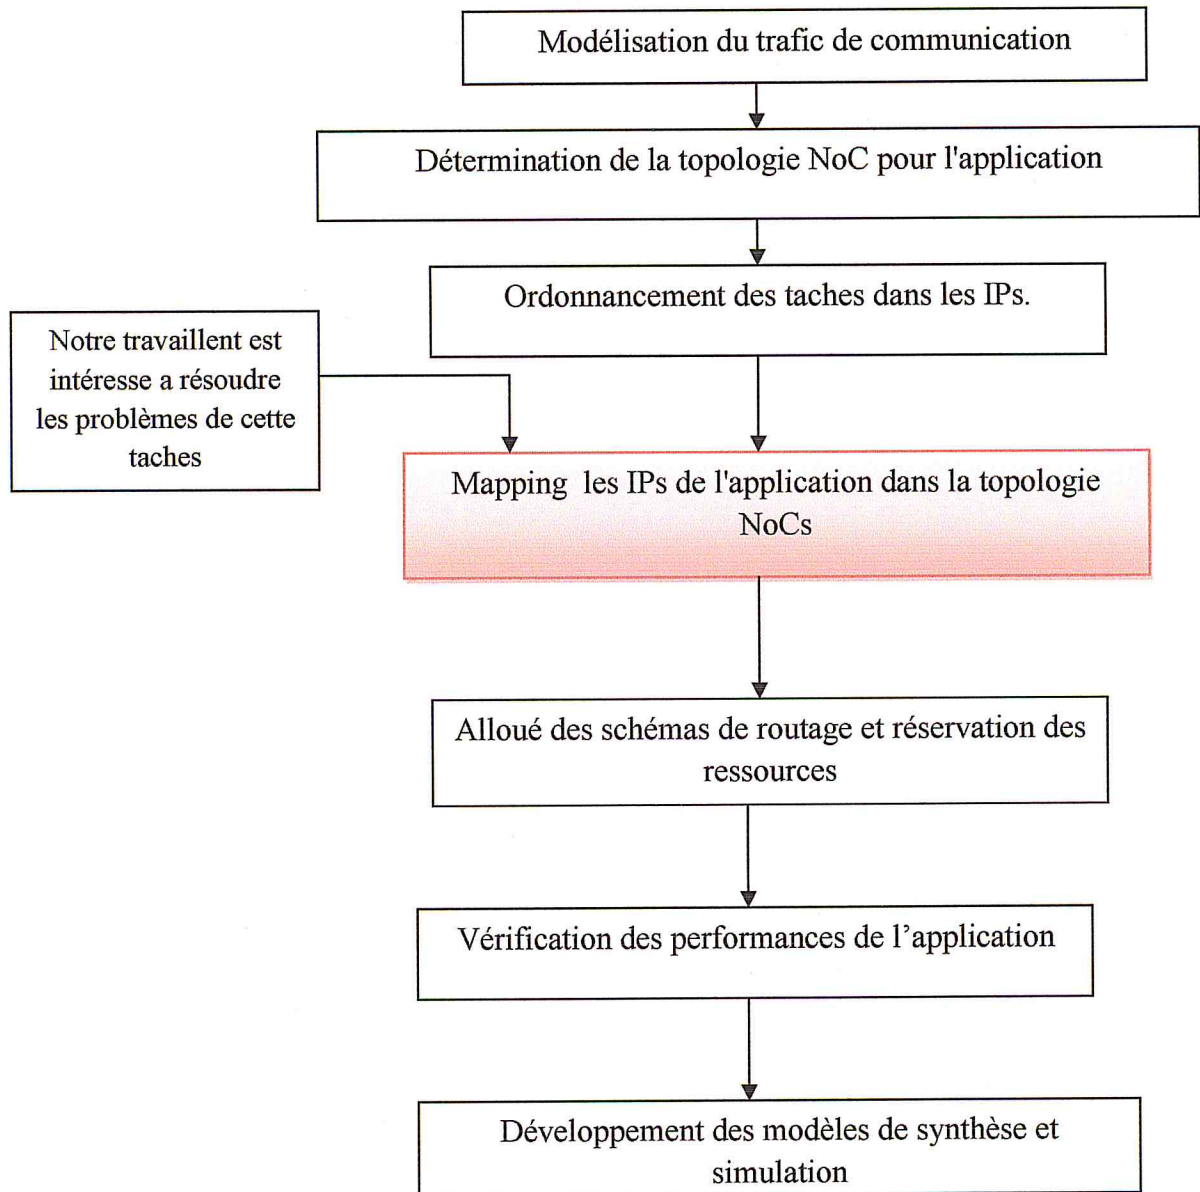 Modélisation du trafic de communication
Détermination de la topologie NoC pour l'application
Ordonnancement des taches dans les IPs.
Notre travaillent est
intéresse a résoudre
les problèmes de cette
taches
Mapping les IPs de l'application dans la topologie
NoCs
Alloué des schémas de routage et réservation des
ressources
Vérification des performances de l’application
Développement des modèles de synthèse et
simulation